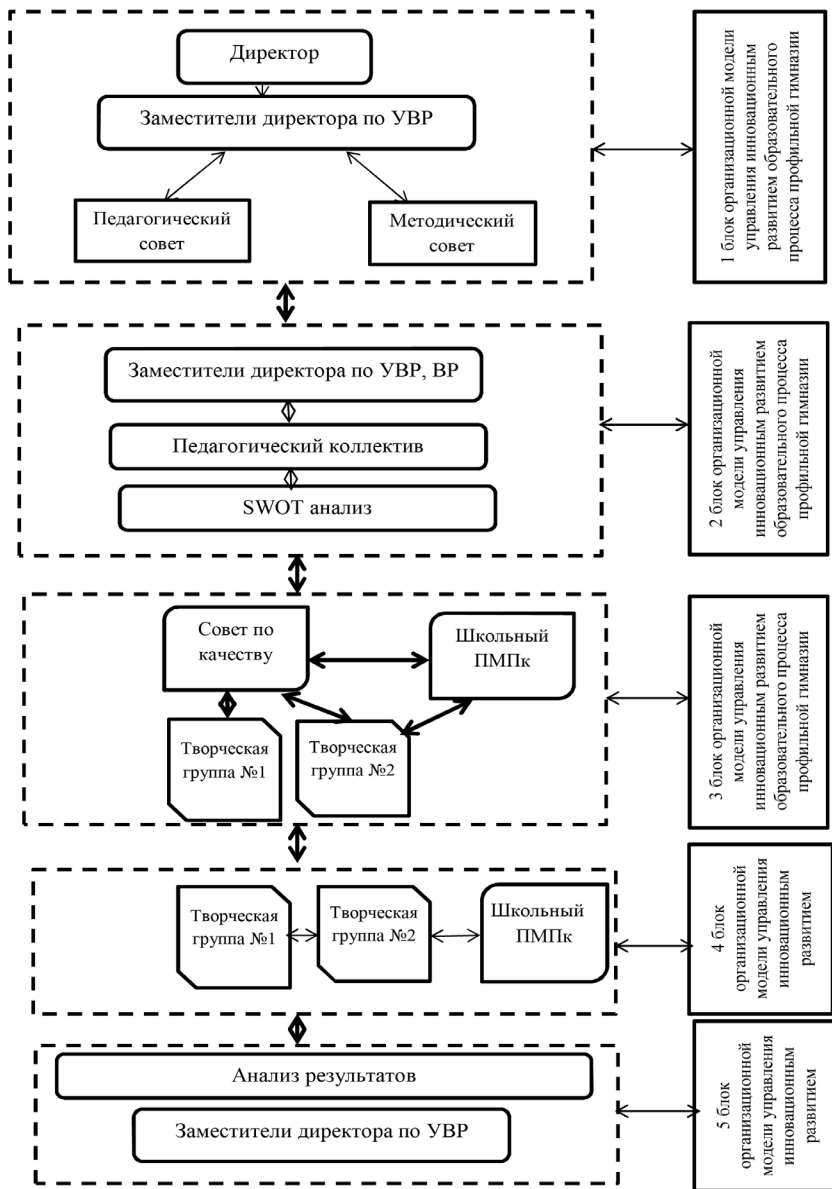 Директор
Заместители директора по УВР
Педагогический
совет
Методический
совет
1 блок организационной модели
управления инновационным
развитием образовательного
процесса профильной гимназии
Заместители директора по УВР, ВР
Педагогический коллектив
SWOT анализ
2 блок организационной
модели управления
инновационным развитием
образовательного процесса
профильной гимназии
Совет по
качеству
Школьный
ПМПк
Творческая
группа №1
Творческая
группа №2
3 блок организационной
модели управления
инновационным развитием
образовательного процесса
профильной гимназии
Творческая
группа №1
Творческая
группа №2
Школьный
ПМПк
4 блок
организационной
модели управления
инновационным
развитием
Анализ результатов
Заместители директора по УВР
5 блок
организационной
модели управления
инновационным
развитием